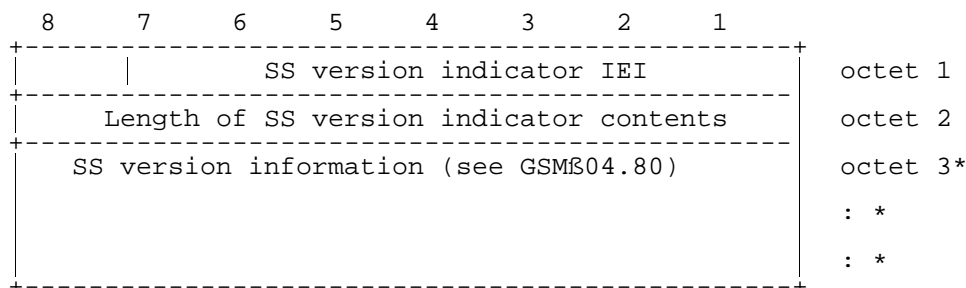 8 7 6 5 4 3 2 1
SS version indicator IEI octet 1
Length of SS version indicator contents octet 2
SS version information (see GSMß04.80) octet 3*
: *
: *